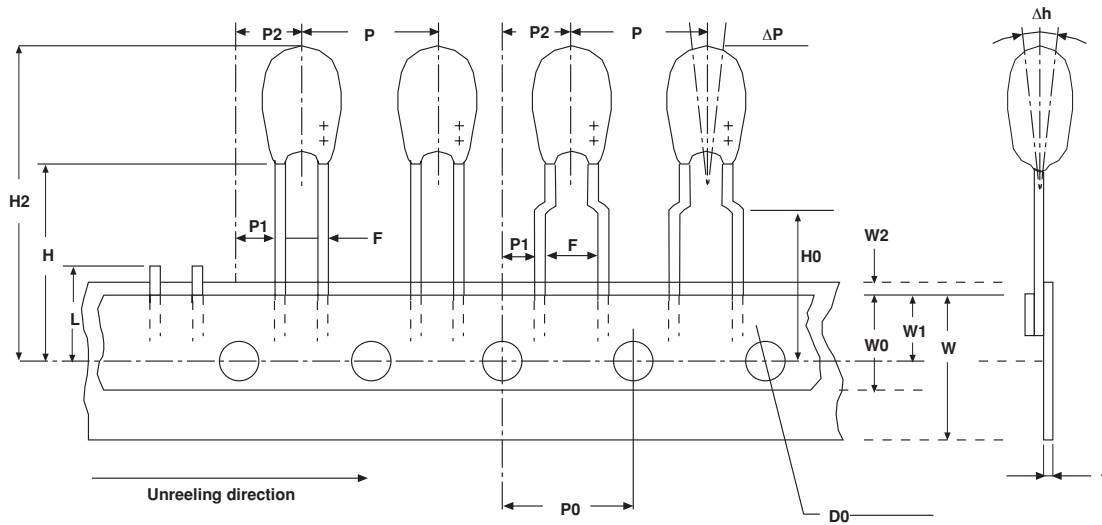 Δh
P2
P
P2
P
ΔP
+
+
+
+
+
+
+
+
H2
H
P1
F
P1
F
H0
W2
L
W1
W0
W
Unreeling direction
P0
D0